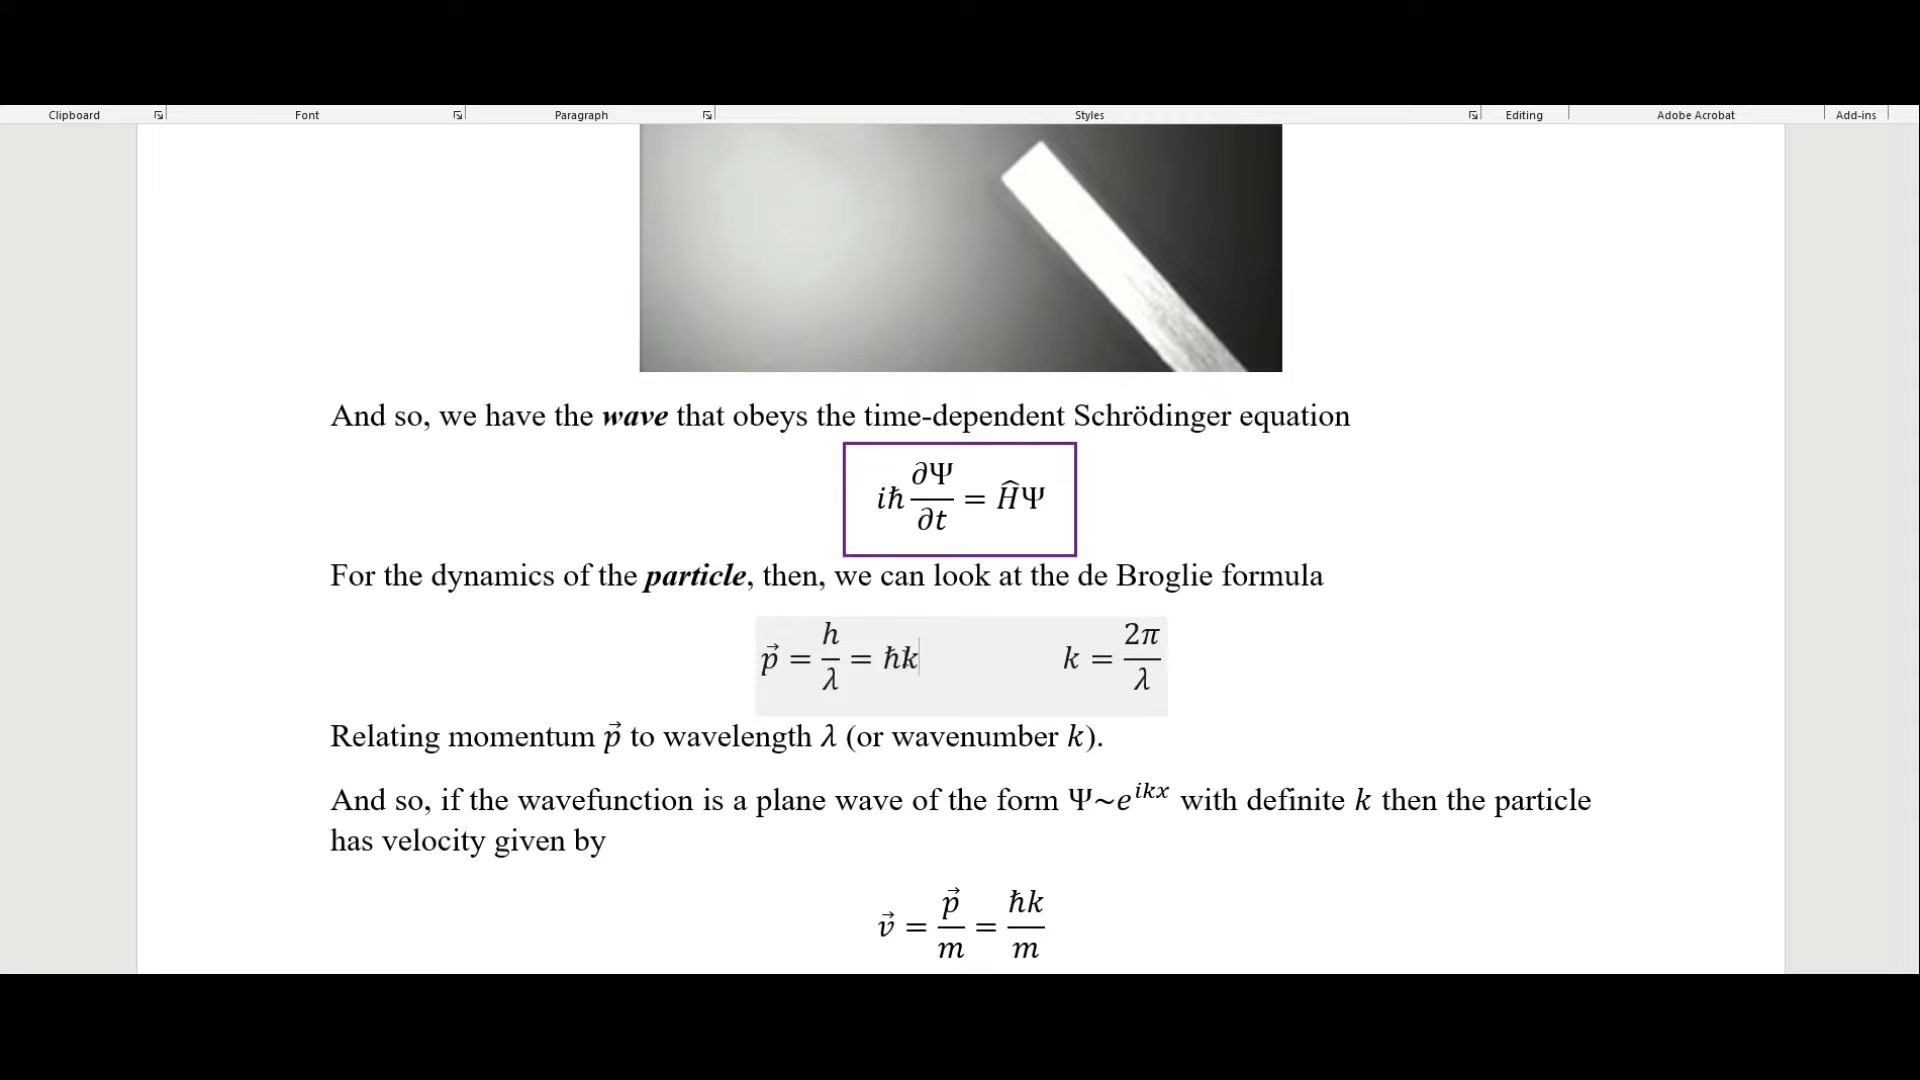 Clipboard Font Paragraph Styles Editing Adobe Acrobat Add-ins
And so, we have the wave that obeys the time-dependent Schrödinger equation
iħ ∂Ψ/∂t = ĤΨ
For the dynamics of the particle, then, we can look at the de Broglie formula
p⃗ = h/λ = ħk k = 2π/λ
Relating momentum p⃗ to wavelength λ (or wavenumber k).
And so, if the wavefunction is a plane wave of the form Ψ~e^{ikx} with definite k then the particle
has velocity given by
v⃗ = p⃗/m = ħk/m